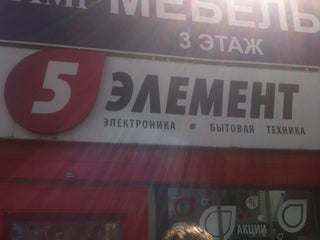 МЕБЕЛЬ
3 ЭТАЖ
5 ЭЛЕМЕНТ
ЭЛЕКТРОНИКА • БЫТОВАЯ ТЕХНИКА
%
АКЦИИ